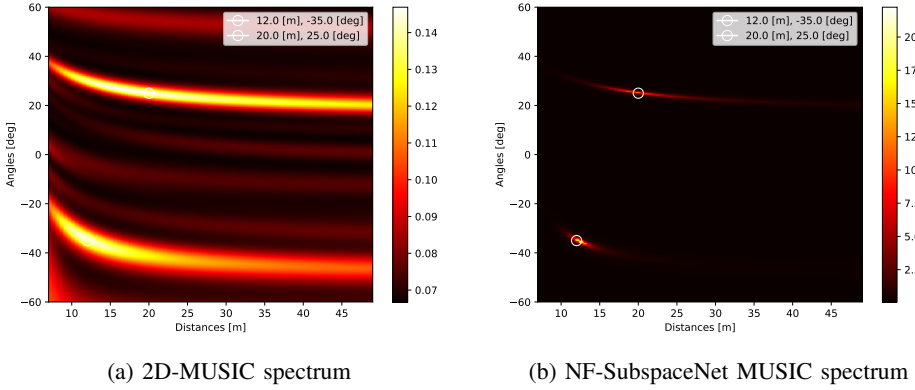 60
40
20
0
−20
−40
−60
Angles [deg]
10 15 20 25 30 35 40 45
Distances [m]
12.0 [m], -35.0 [deg]
20.0 [m], 25.0 [deg]
0.14
0.13
0.12
0.11
0.10
0.09
0.08
0.07
(a) 2D-MUSIC spectrum
60
40
20
0
−20
−40
−60
Angles [deg]
10 15 20 25 30 35 40 45
Distances [m]
12.0 [m], -35.0 [deg]
20.0 [m], 25.0 [deg]
(b) NF-SubspaceNet MUSIC spectrum